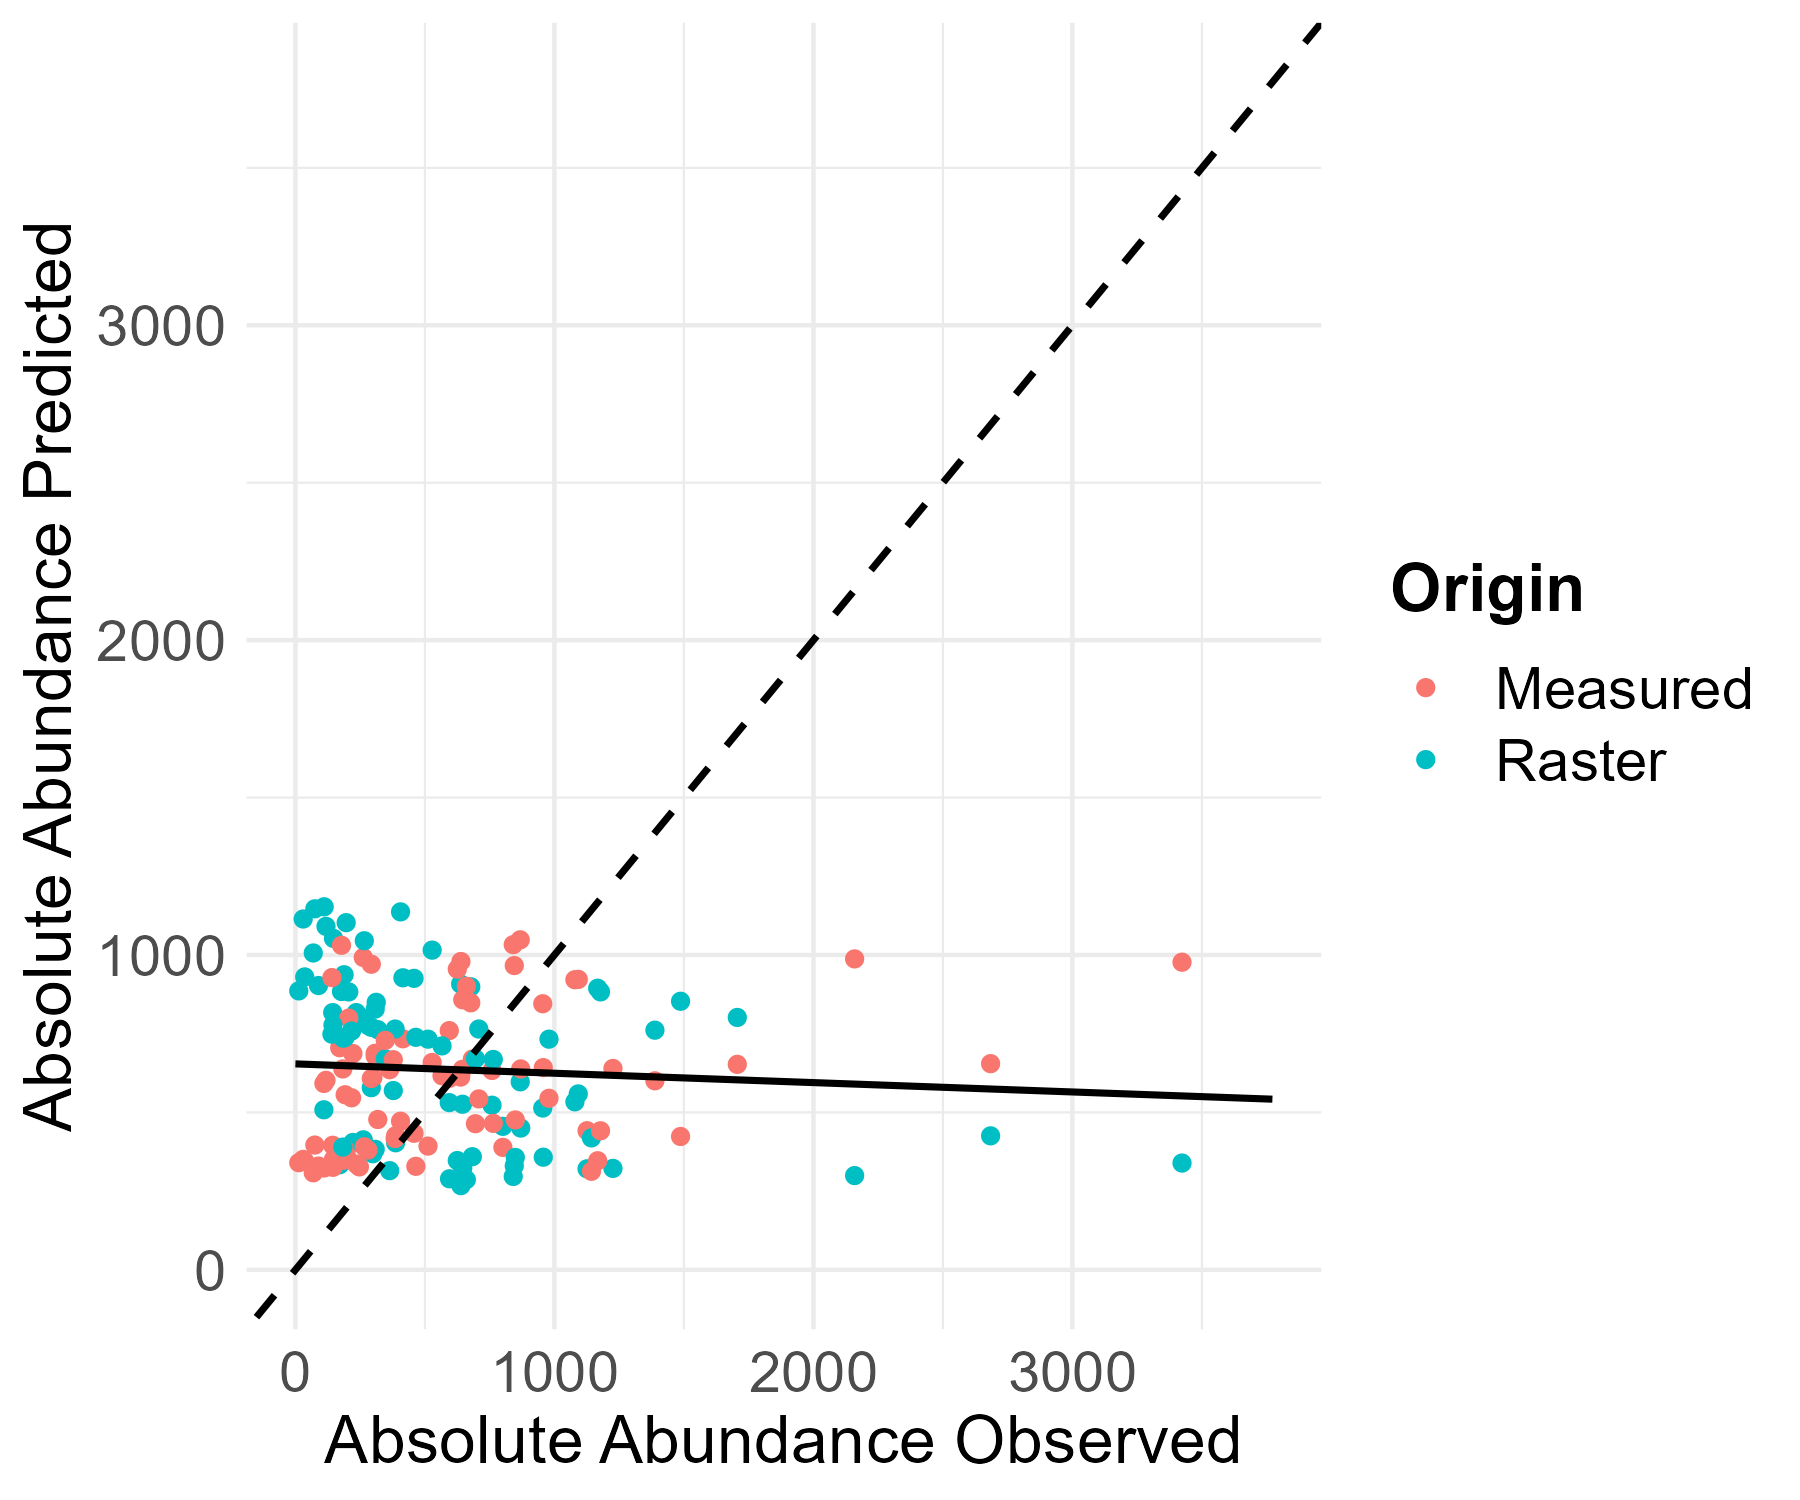 Absolute Abundance Predicted
3000
2000
1000
0
0 1000 2000 3000
Absolute Abundance Observed
Origin
Measured
Raster